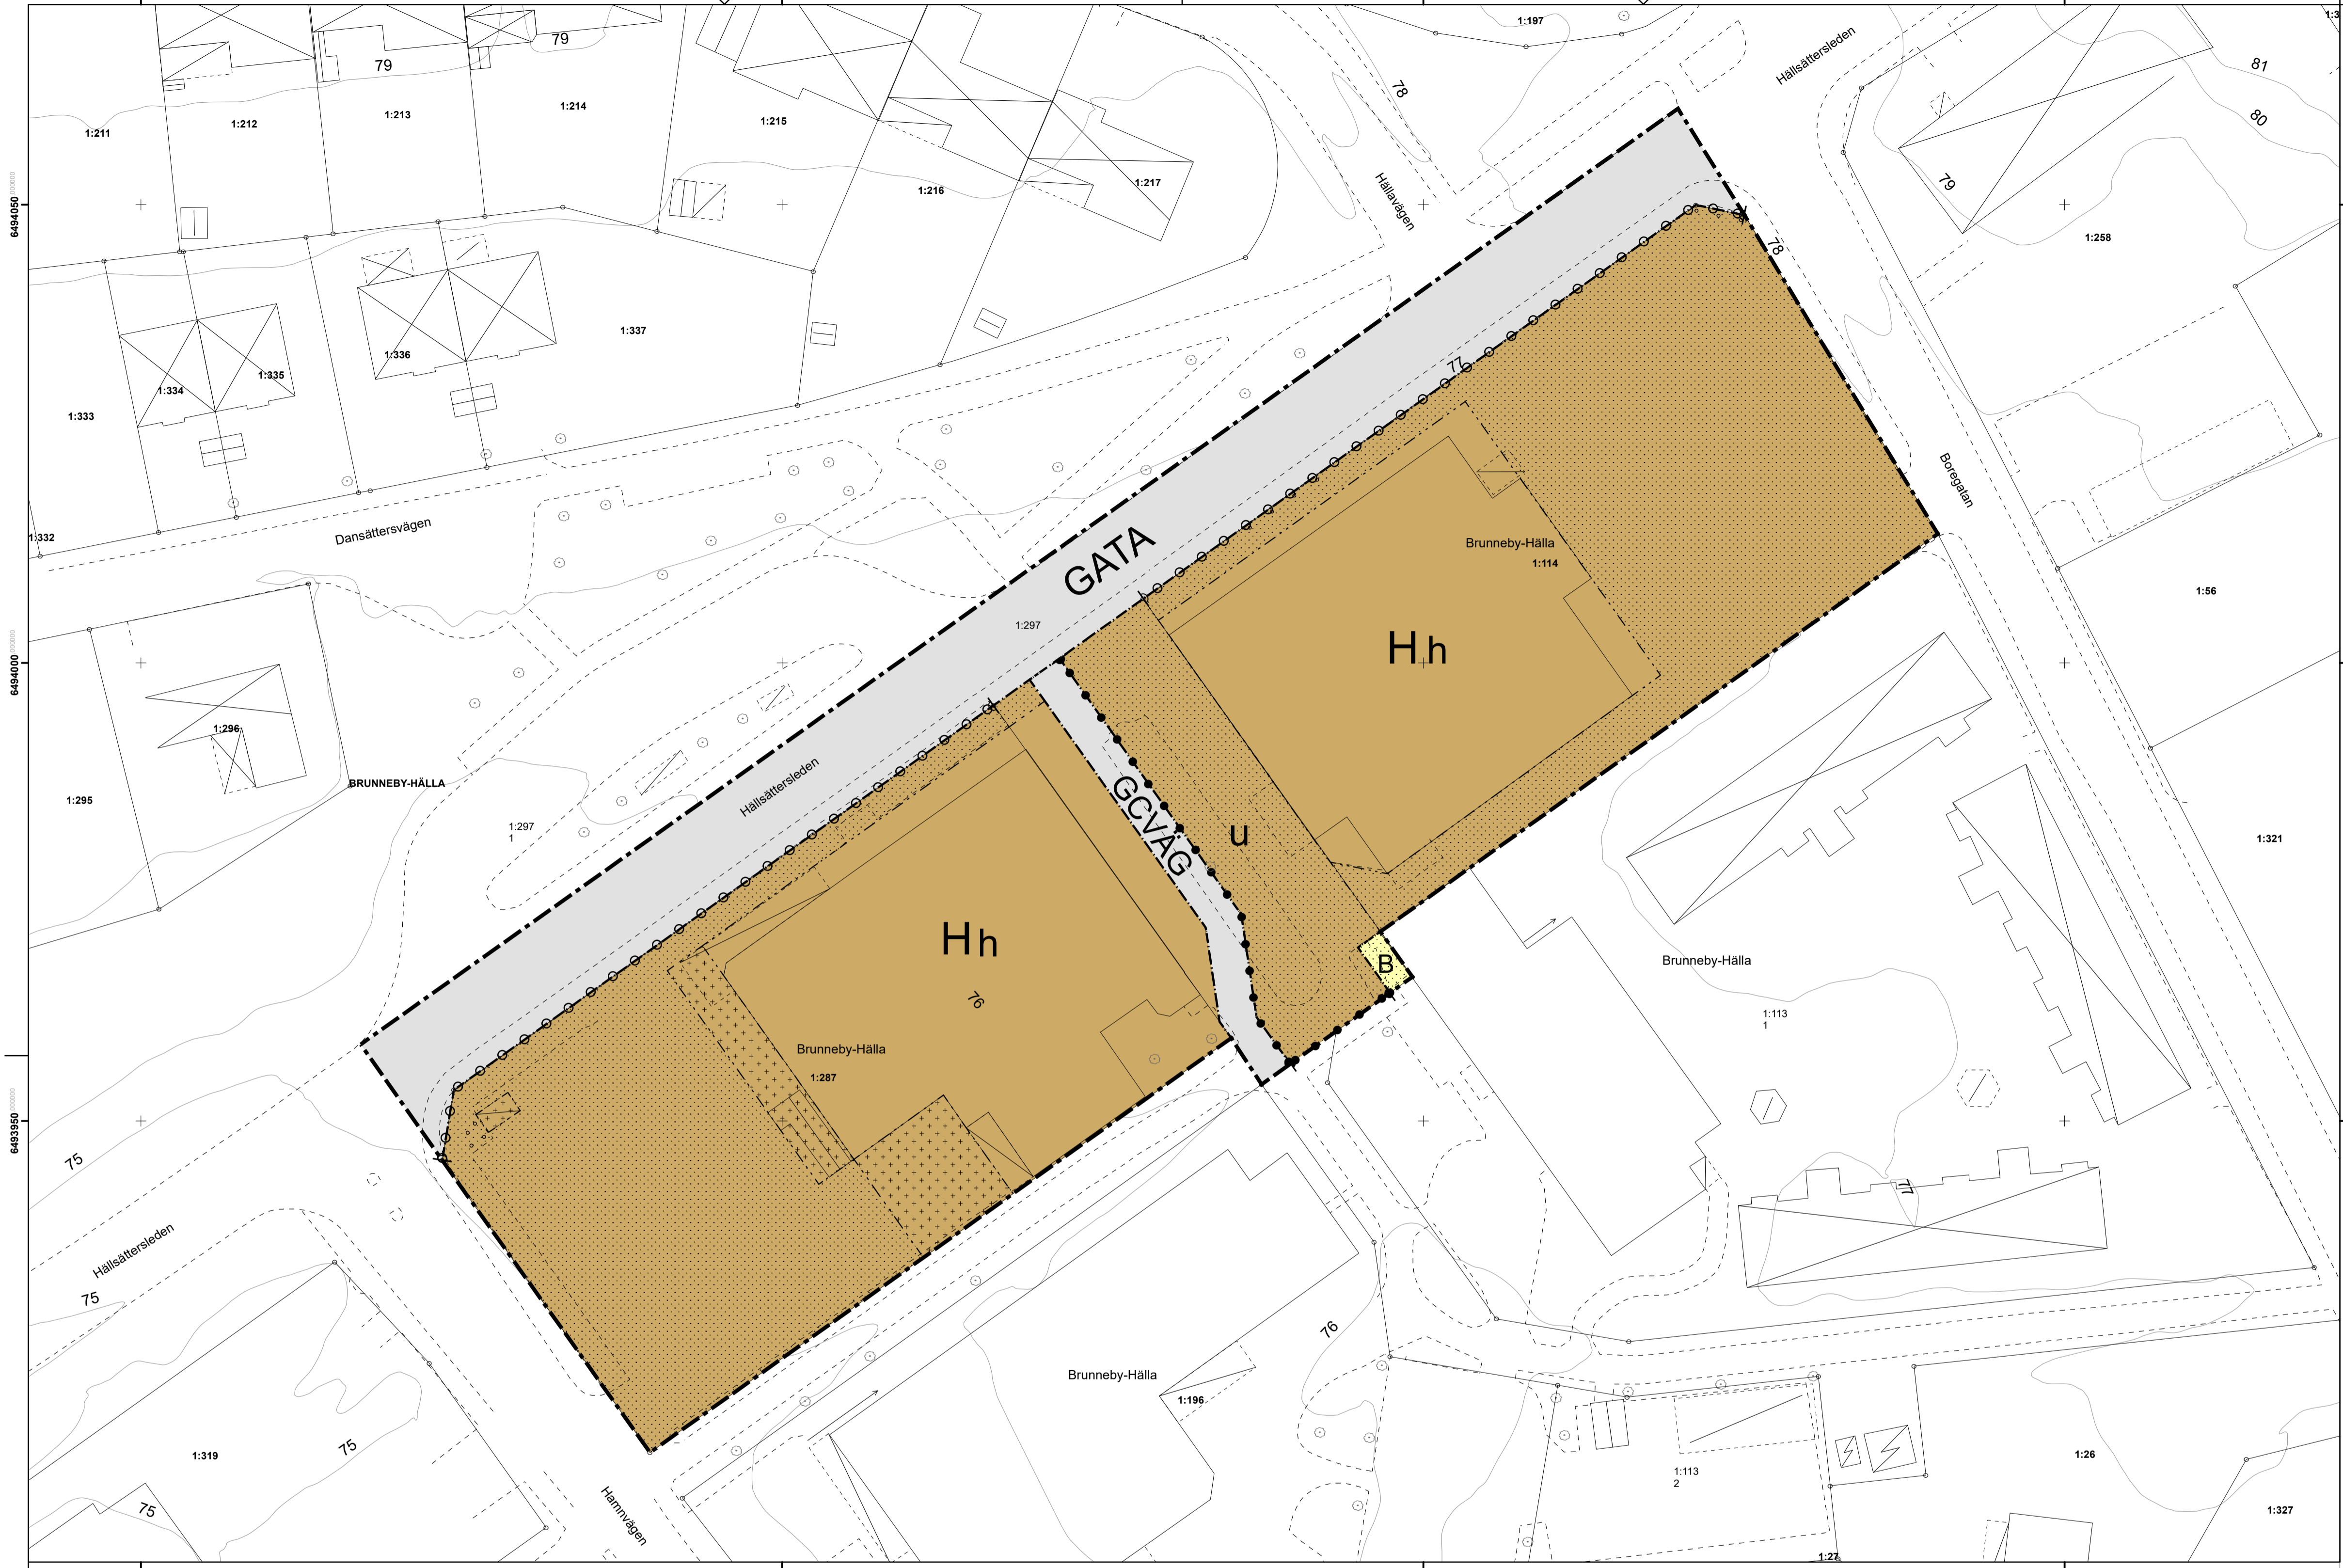 1:197
Hällsättersleden
79
79
78
81
80
1:211
1:212
1:213
1:214
1:215
1:216
1:217
79
6494050
Hällavägen
78
1:258
1:337
1:336
1:335
1:334
1:333
77
Boregatan
1:332
Dansättersvägen
GATA
Brunneby-Hälla
1:114
1:56
1:297
H h
6494000
1:296
BRUNNEBY-HÄLLA
Hällsättersleden
1:295
1:297
1
GCVÄG
u
1:321
H h
B
Brunneby-Hälla
76
1:113
1
Brunneby-Hälla
1:287
6493950
75
77
Hällsättersleden
75
76
Brunneby-Hälla
1:196
75
1:319
1:113
2
1:26
75
Hamnvägen
1:327
1:27